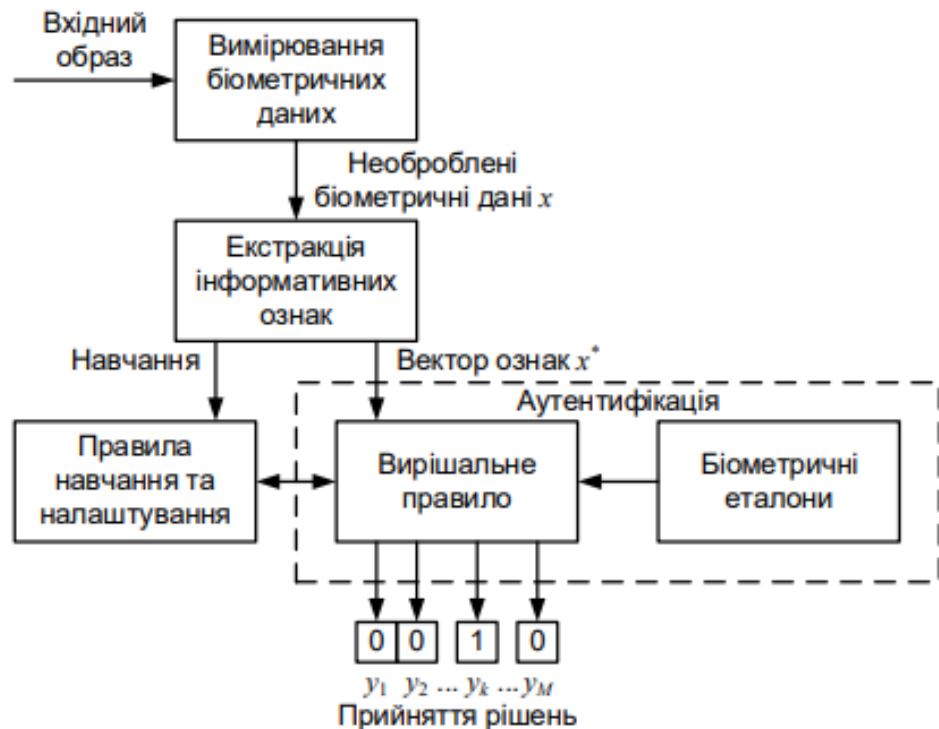 Вхідний
образ
Вимірювання
біометричних
даних
Необроблені
біометричні дані x
Екстракція
інформативних
ознак
Навчання
Вектор ознак x*
Аутентифікація
Правила
навчання та
налаштування
Вирішальне
правило
Біометричні
еталони
0 0 1 0
y1 y2 ... yk ... yM
Прийняття рішень